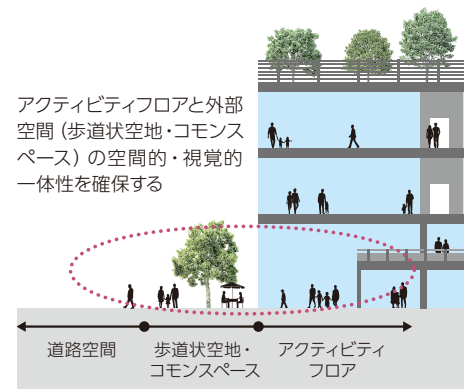 アクティビティフロアと外部
空間（歩道状空地・コモンス
ペース）の空間的・視覚的
一体性を確保する
道路空間
歩道状空地・
コモンスペース
アクティビティ
フロア